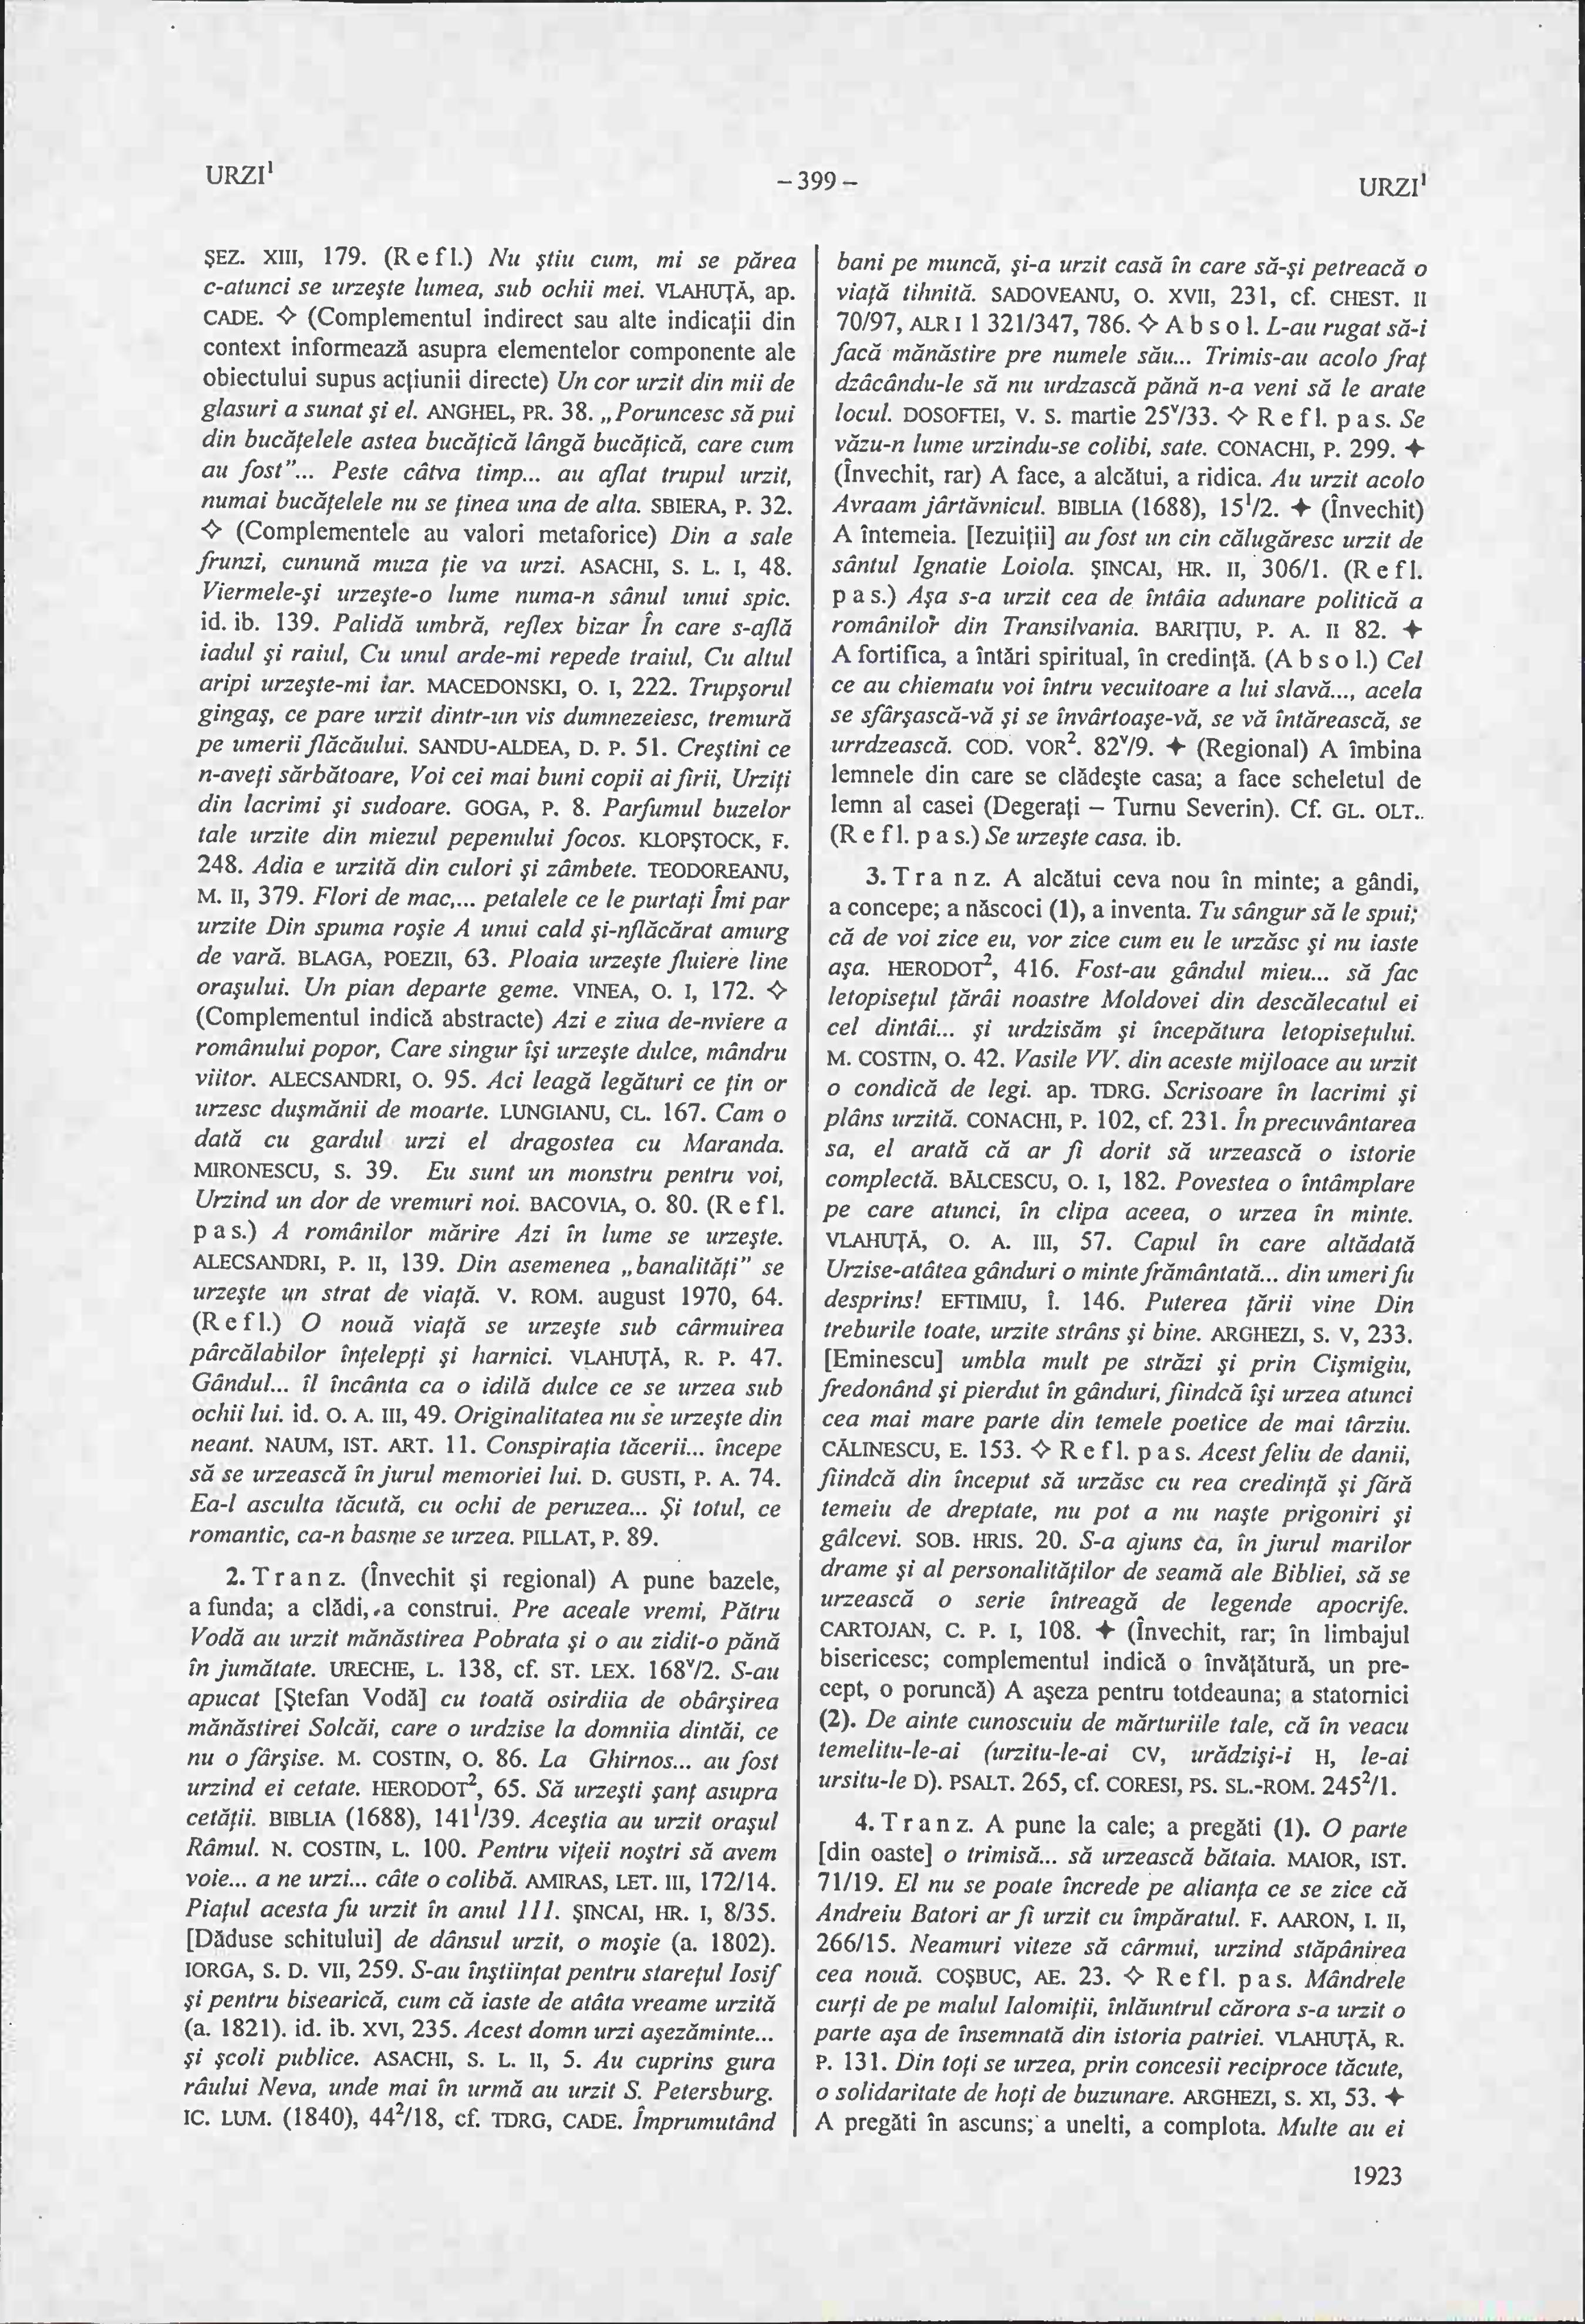 URZI¹
– 399 –
URZI¹
ŞEZ. XIII, 179. (R e f l.) Nu ştiu cum, mi se părea
c-atunci se urzeşte lumea, sub ochii mei. VLAHUŢĂ, ap.
CADE. ✧ (Complementul indirect sau alte indicaţii din
context informează asupra elementelor componente ale
obiectului supus acţiunii directe) Un cor urzit din mii de
glasuri a sunat şi el. ANGHEL, PR. 38. „Poruncesc să pui
din bucăţelele astea bucăţică lângă bucăţică, care cum
au fost”... Peste câtva timp... au aflat trupul urzit,
numai bucăţelele nu se ţinea una de alta. SBIERA, P. 32.
✧ (Complementele au valori metaforice) Din a sale
frunzi, cunună muza ţie va urzi. ASACHI, S. L. I, 48.
Viermele-şi urzeşte-o lume numa-n sânul unui spic.
id. ib. 139. Palidă umbră, reflex bizar În care s-află
iadul şi raiul, Cu unul arde-mi repede traiul, Cu altul
aripi urzeşte-mi iar. MACEDONSKI, O. I, 222. Trupşorul
gingaş, ce pare urzit dintr-un vis dumnezeiesc, tremură
pe umerii flăcăului. SANDU-ALDEA, D. P. 51. Creştini ce
n-aveţi sărbătoare, Voi cei mai buni copii ai firii, Urziţi
din lacrimi şi sudoare. GOGA, P. 8. Parfumul buzelor
tale urzite din miezul pepenului focos. KLOPŞTOCK, F.
248. Adia e urzită din culori şi zâmbete. TEODOREANU,
M. II, 379. Flori de mac,... petalele ce le purtaţi Îmi par
urzite Din spuma roşie A unui cald şi-nflăcărat amurg
de vară. BLAGA, POEZII, 63. Ploaia urzeşte fluiere line
oraşului. Un pian departe geme. VINEA, O. I, 172. ✧
(Complementul indică abstracte) Azi e ziua de-nviere a
românului popor, Care singur îşi urzeşte dulce, mândru
viitor. ALECSANDRI, O. 95. Aci leagă legături ce ţin or
urzesc duşmănii de moarte. LUNGIANU, CL. 167. Cam o
dată cu gardul urzi el dragostea cu Maranda.
MIRONESCU, S. 39. Eu sunt un monstru pentru voi,
Urzind un dor de vremuri noi. BACOVIA, O. 80. (R e f l.
p a s.) A românilor mărire Azi în lume se urzeşte.
ALECSANDRI, P. II, 139. Din asemenea „banalităţi” se
urzeşte un strat de viaţă. V. ROM. august 1970, 64.
(R e f l.) O nouă viaţă se urzeşte sub cârmuirea
pârcălabilor înţelepţi şi harnici. VLAHUŢĂ, R. P. 47.
Gândul... îl încânta ca o idilă dulce ce se urzea sub
ochii lui. id. O. A. III, 49. Originalitatea nu se urzeşte din
neant. NAUM, IST. ART. 11. Conspiraţia tăcerii... începe
să se urzească în jurul memoriei lui. D. GUSTI, P. A. 74.
Ea-l asculta tăcută, cu ochi de peruzea... Şi totul, ce
romantic, ca-n basme se urzea. PILLAT, P. 89.
2. T r a n z. (Învechit şi regional) A pune bazele,
a funda; a clădi, a construi. Pre aceale vremi, Pătru
Vodă au urzit mănăstirea Pobrata şi o au zidit-o până
în jumătate. URECHE, L. 138, cf. ST. LEX. 168ᵛ/2. S-au
apucat [Ştefan Vodă] cu toată osirdiia de obârşirea
mănăstirei Solcăi, care o urdzise la domniia dintăi, ce
nu o fârşise. M. COSTIN, O. 86. La Ghirnos... au fost
urzind ei cetate. HERODOT², 65. Să urzeşti şanţ asupra
cetăţii. BIBLIA (1688), 141¹/39. Aceştia au urzit oraşul
Râmul. N. COSTIN, L. 100. Pentru viţeii noştri să avem
voie... a ne urzi... câte o colibă. AMIRAS, LET. III, 172/14.
Piaţul acesta fu urzit în anul 111. ŞINCAI, HR. I, 8/35.
[Dăduse schitului] de dânsul urzit, o moşie (a. 1802).
IORGA, S. D. VII, 259. S-au înştiinţat pentru stareţul Iosif
şi pentru bisearică, cum că iaste de atâta vreame urzită
(a. 1821). id. ib. XVI, 235. Acest domn urzi aşezăminte...
şi şcoli publice. ASACHI, S. L. II, 5. Au cuprins gura
râului Neva, unde mai în urmă au urzit S. Petersburg.
IC. LUM. (1840), 44²/18, cf. TDRG, CADE. Împrumutând
bani pe muncă, şi-a urzit casă în care să-şi petreacă o
viaţă tihnită. SADOVEANU, O. XVII, 231, cf. CHEST. II
70/97, ALR I 1 321/347, 786. ✧ A b s o l. L-au rugat să-i
facă mănăstire pre numele său... Trimis-au acolo fraţ
dzâcându-le să nu urdzască până n-a veni să le arate
locul. DOSOFTEI, V. S. martie 25ᵛ/33. ✧ R e f l. p a s. Se
văzu-n lume urzindu-se colibi, sate. CONACHI, P. 299. ✦
(Învechit, rar) A face, a alcătui, a ridica. Au urzit acolo
Avraam jârtăvnicul. BIBLIA (1688), 15¹/2. ✦ (Învechit)
A întemeia. [Iezuiţii] au fost un cin călugăresc urzit de
sântul Ignatie Loiola. ŞINCAI, HR. II, 306/1. (R e f l.
p a s.) Aşa s-a urzit cea de întâia adunare politică a
românilor din Transilvania. BARIŢIU, P. A. II 82. ✦
A fortifica, a întări spiritual, în credinţă. (A b s o l.) Cel
ce au chiematu voi întru vecuitoare a lui slavă..., acela
se sfârşască-vă şi se învârtoaşe-vă, se vă întărească, se
urrdzească. COD. VOR². 82ᵛ/9. ✦ (Regional) A îmbina
lemnele din care se clădeşte casa; a face scheletul de
lemn al casei (Degeraţi – Turnu Severin). Cf. GL. OLT..
(R e f l. p a s.) Se urzeşte casa. ib.
3. T r a n z. A alcătui ceva nou în minte; a gândi,
a concepe; a născoci (1), a inventa. Tu sângur să le spui;
că de voi zice eu, vor zice cum eu le urzăsc şi nu iaste
aşa. HERODOT², 416. Fost-au gândul mieu... să fac
letopiseţul ţărâi noastre Moldovei din descălecatul ei
cel dintâi... şi urdzisăm şi începătura letopiseţului.
M. COSTIN, O. 42. Vasile VV. din aceste mijloace au urzit
o condică de legi. ap. TDRG. Scrisoare în lacrimi şi
plâns urzită. CONACHI, P. 102, cf. 231. În precuvântarea
sa, el arată că ar fi dorit să urzească o istorie
complectă. BĂLCESCU, O. I, 182. Povestea o întâmplare
pe care atunci, în clipa aceea, o urzea în minte.
VLAHUŢĂ, O. A. III, 57. Capul în care altădată
Urzise-atâtea gânduri o minte frământată... din umeri fu
desprins! EFTIMIU, Î. 146. Puterea ţării vine Din
treburile toate, urzite strâns şi bine. ARGHEZI, S. V, 233.
[Eminescu] umbla mult pe străzi şi prin Cişmigiu,
fredonând şi pierdut în gânduri, fiindcă îşi urzea atunci
cea mai mare parte din temele poetice de mai târziu.
CĂLINESCU, E. 153. ✧ R e f l. p a s. Acest feliu de danii,
fiindcă din început să urzăsc cu rea credinţă şi fără
temeiu de dreptate, nu pot a nu naşte prigoniri şi
gâlcevi. SOB. HRIS. 20. S-a ajuns ca, în jurul marilor
drame şi al personalităţilor de seamă ale Bibliei, să se
urzească o serie întreagă de legende apocrife.
CARTOJAN, C. P. I, 108. ✦ (Învechit, rar; în limbajul
bisericesc; complementul indică o învăţătură, un pre-
cept, o poruncă) A aşeza pentru totdeauna; a statornici
(2). De ainte cunoscuiu de mărturiile tale, că în veacu
temelitu-le-ai (urzitu-le-ai CV, urădzişi-i H, le-ai
ursitu-le D). PSALT. 265, cf. CORESI, PS. SL.-ROM. 245²/1.
4. T r a n z. A pune la cale; a pregăti (1). O parte
[din oaste] o trimisă... să urzească bătaia. MAIOR, IST.
71/19. El nu se poate încrede pe alianţa ce se zice că
Andreiu Batori ar fi urzit cu împăratul. F. AARON, I. II,
266/15. Neamuri viteze să cârmui, urzind stăpânirea
cea nouă. COŞBUC, AE. 23. ✧ R e f l. p a s. Mândrele
curţi de pe malul Ialomiţii, înlăuntrul cărora s-a urzit o
parte aşa de însemnată din istoria patriei. VLAHUŢĂ, R.
P. 131. Din toţi se urzea, prin concesii reciproce tăcute,
o solidaritate de hoţi de buzunare. ARGHEZI, S. XI, 53. ✦
A pregăti în ascuns; a unelti, a complota. Multe au ei
1923